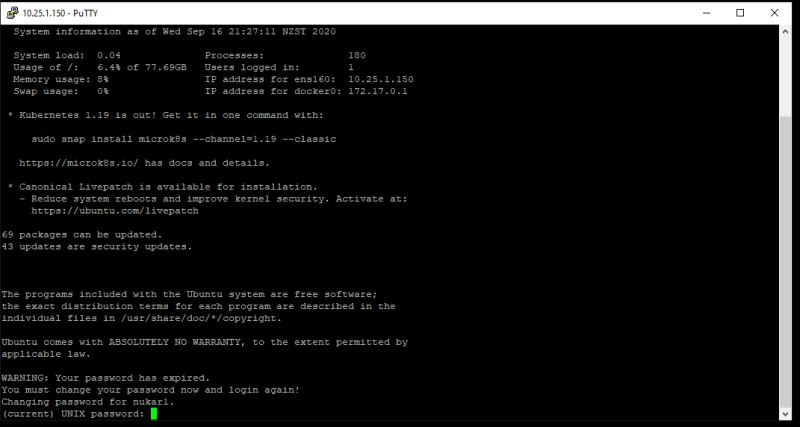 10.25.1.150 - PuTTY
System information as of Wed Sep 16 21:27:11 NZST 2020
System load:  0.04              Processes:              180
Usage of /:   6.4% of 77.69GB   Users logged in:        1
Memory usage: 8%                IP address for ens160:  10.25.1.150
Swap usage:   0%                IP address for docker0: 172.17.0.1
* Kubernetes 1.19 is out! Get it in one command with:
sudo snap install microk8s --channel=1.19 --classic
https://microk8s.io/ has docs and details.
* Canonical Livepatch is available for installation.
- Reduce system reboots and improve kernel security. Activate at:
https://ubuntu.com/livepatch
69 packages can be updated.
43 updates are security updates.
The programs included with the Ubuntu system are free software;
the exact distribution terms for each program are described in the
individual files in /usr/share/doc/*/copyright.
Ubuntu comes with ABSOLUTELY NO WARRANTY, to the extent permitted by
applicable law.
WARNING: Your password has expired.
You must change your password now and login again!
Changing password for nukarl.
(current) UNIX password: